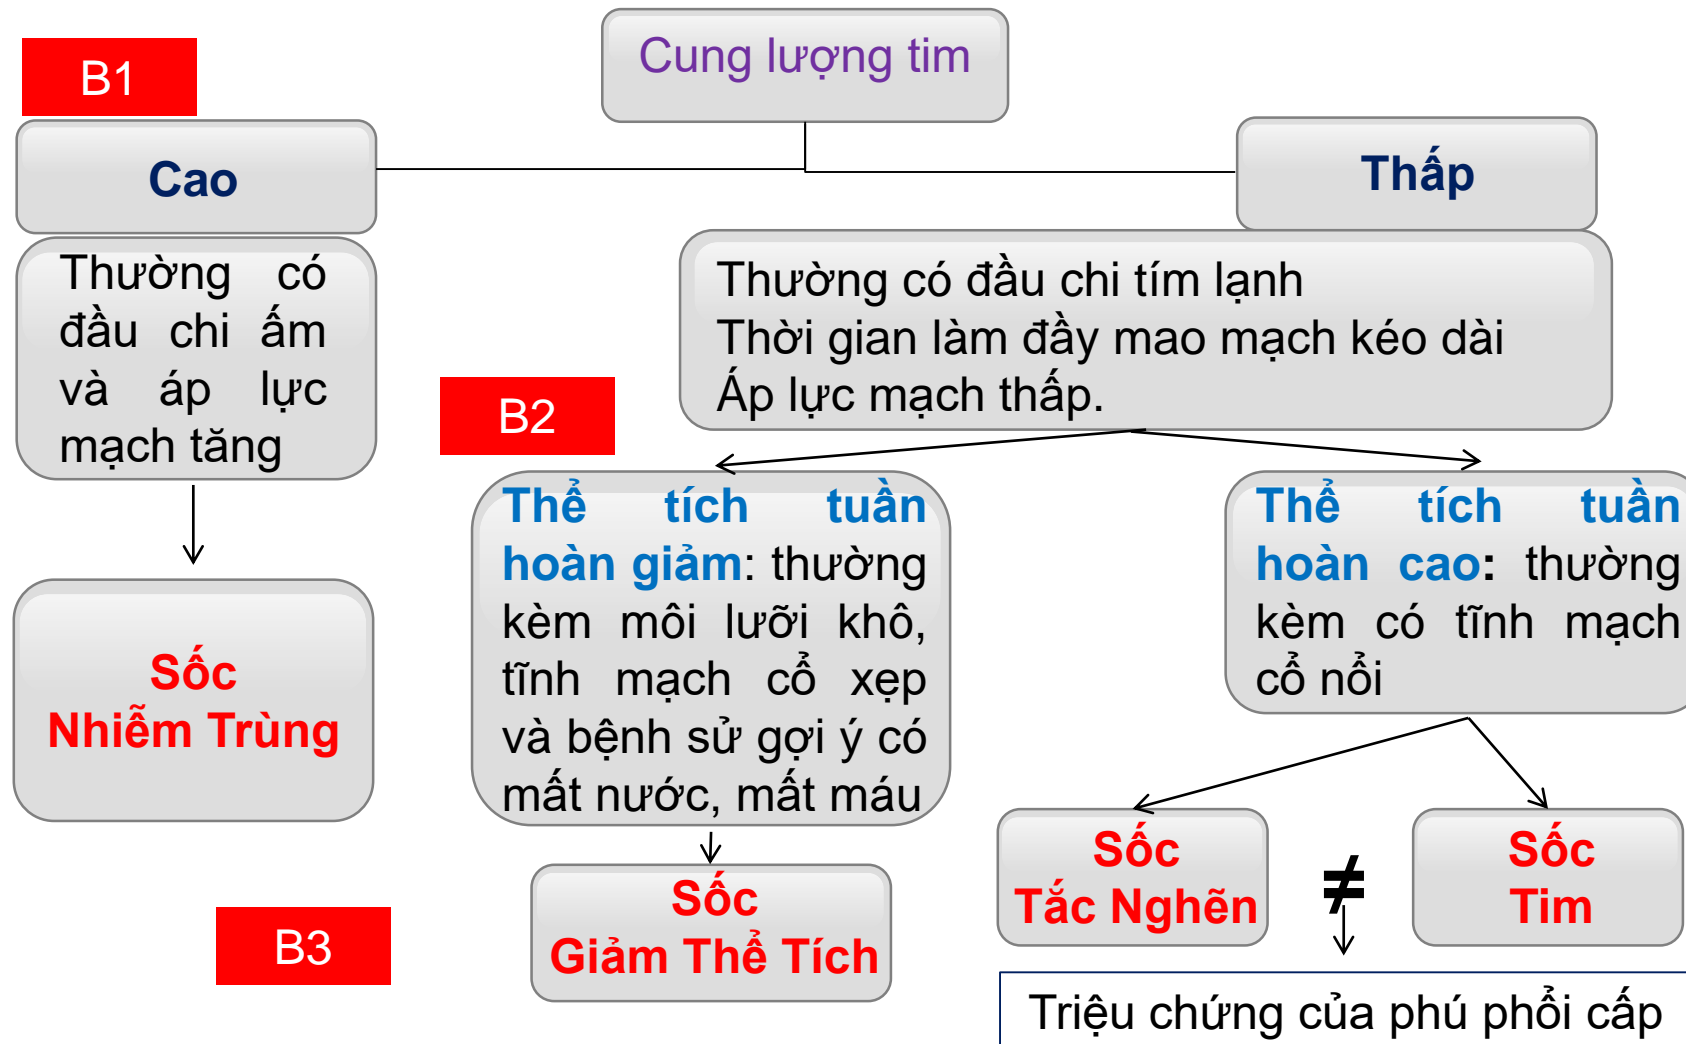 Cung lượng tim
B1
Cao
Thấp
Thường có
đầu chi ấm
và áp lực
mạch tăng
Thường có đầu chi tím lạnh
Thời gian làm đầy mao mạch kéo dài
Áp lực mạch thấp.
B2
Thể tích tuần
hoàn giảm: thường
kèm môi lưỡi khô,
tĩnh mạch cổ xẹp
và bệnh sử gợi ý có
mất nước, mất máu
Thể tích tuần
hoàn cao: thường
kèm có tĩnh mạch
cổ nổi
Sốc
Nhiễm Trùng
B3
Sốc
Giảm Thể Tích
Sốc
Tắc Nghẽn
≠
Sốc
Tim
Triệu chứng của phú phổi cấp